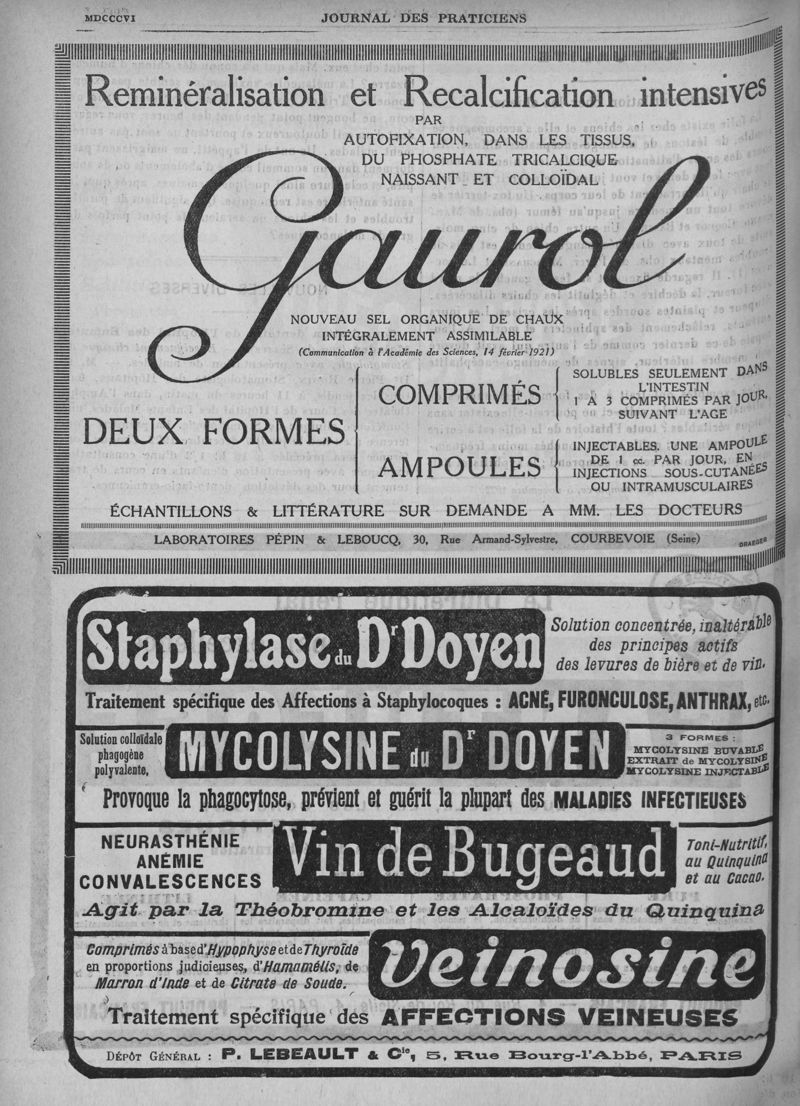 MDCCCVI
JOURNAL DES PRATICIENS
Reminéralisation et Recalcification intensives
PAR
AUTOFIXATION, DANS LES TISSUS,
DU PHOSPHATE TRICALCIQUE
NAISSANT ET COLLOÏDAL
Gaurol
NOUVEAU SEL ORGANIQUE DE CHAUX
INTÉGRALEMENT ASSIMILABLE
(Communication à l'Académie des Sciences, 14 février 1921)
DEUX FORMES
COMPRIMÉS
SOLUBLES SEULEMENT DANS
L'INTESTIN
1 A 3 COMPRIMÉS PAR JOUR,
SUIVANT L'AGE
AMPOULES
INJECTABLES. UNE AMPOULE
DE 1 cc. PAR JOUR, EN
INJECTIONS SOUS-CUTANÉES
OU INTRAMUSCULAIRES
ÉCHANTILLONS & LITTÉRATURE SUR DEMANDE A MM. LES DOCTEURS
LABORATOIRES PÉPIN & LEBOUCQ, 30, Rue Armand-Sylvestre, COURBEVOIE (Seine)
DRAEGER
Staphylase du Dr Doyen
Solution concentrée, inaltérable
des principes actifs
des levures de bière et de vin.
Traitement spécifique des Affections à Staphylocoques : ACNÉ, FURONCULOSE, ANTHRAX, etc.
Solution colloïdale
phagogène
polyvalente,
MYCOLYSINE du Dr DOYEN
3 FORMES :
MYCOLYSINE BUVABLE
EXTRAIT de MYCOLYSINE
MYCOLYSINE INJECTABLE
Provoque la phagocytose, prévient et guérit la plupart des MALADIES INFECTIEUSES
NEURASTHÉNIE
ANÉMIE
CONVALESCENCES
Vin de Bugeaud
Toni-Nutritif,
au Quinquina
et au Cacao.
Agit par la Théobromine et les Alcaloïdes du Quinquina
Comprimés à base d'Hypophyse et de Thyroïde
en proportions judicieuses, d'Hamamélis, de
Marron d'Inde et de Citrate de Soude.
Veinosine
Traitement spécifique des AFFECTIONS VEINEUSES
DÉPÔT GÉNÉRAL : P. LEBEAULT & Cie, 5, Rue Bourg-l'Abbé, PARIS